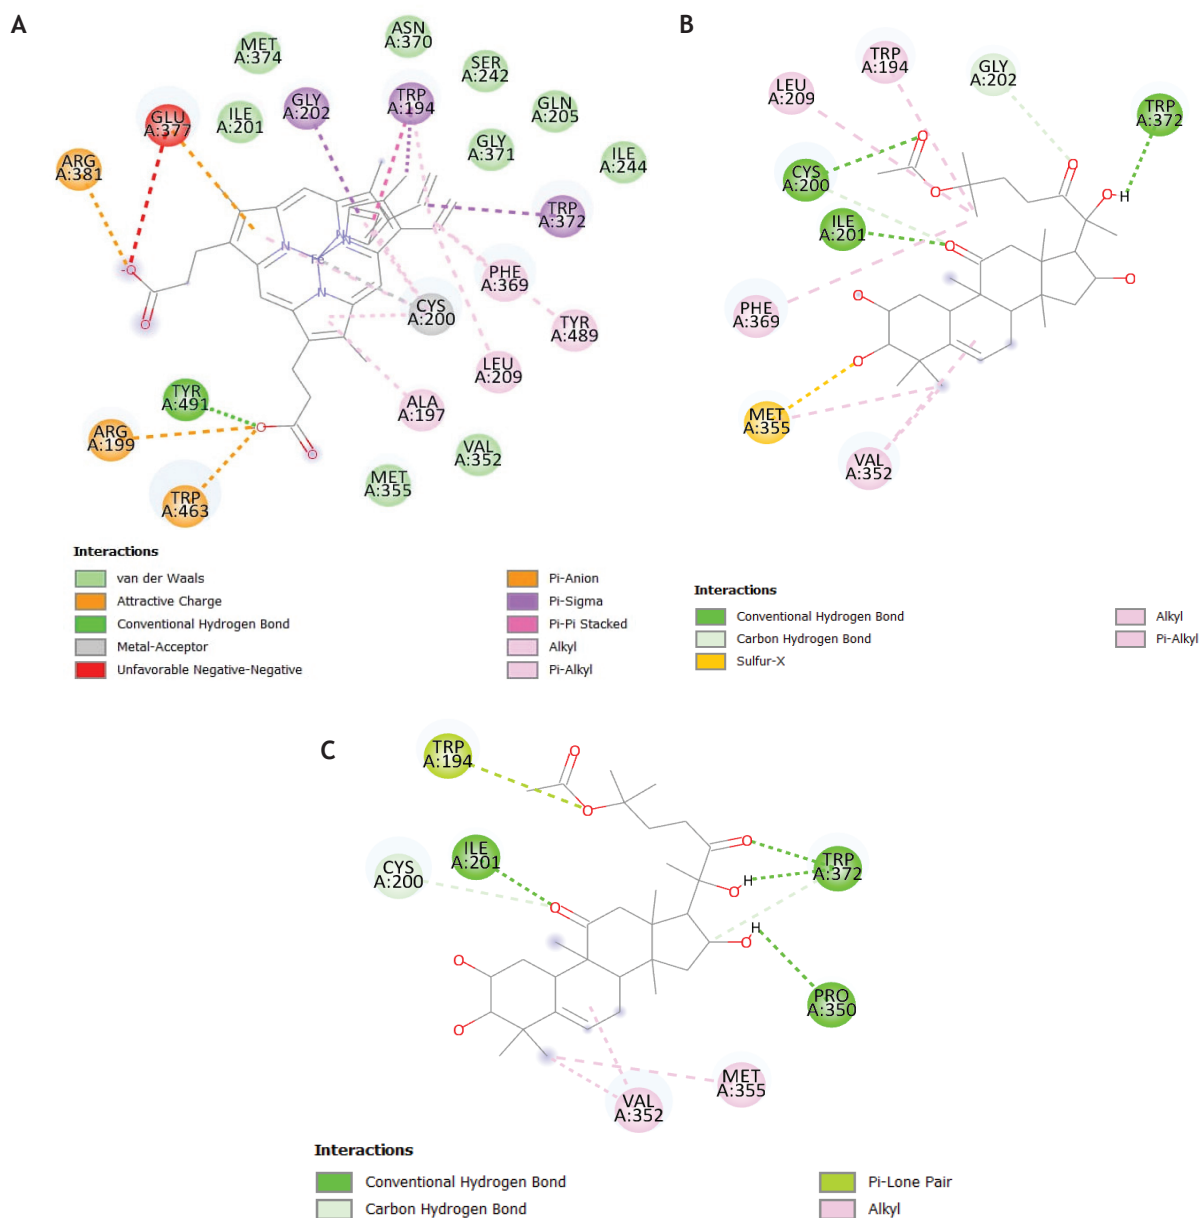 A
MET
A:374
ASN
A:370
SER
A:242
GLY
A:202
TRP
A:194
GLN
A:205
GLU
A:377
ILE
A:201
GLY
A:371
ILE
A:244
ARG
A:381
TRP
A:372
N
N
N
Fe
N
PHE
A:369
-O
O
CYS
A:200
TYR
A:489
LEU
A:209
TYR
A:491
ALA
A:197
ARG
A:199
O
O
VAL
A:352
MET
A:355
TRP
A:463
Interactions
van der Waals
Attractive Charge
Conventional Hydrogen Bond
Metal-Acceptor
Unfavorable Negative-Negative
Pi-Anion
Pi-Sigma
Pi-Pi Stacked
Alkyl
Pi-Alkyl
B
TRP
A:194
GLY
A:202
LEU
A:209
TRP
A:372
O
CYS
A:200
O
O
O-H
ILE
A:201
O
O
PHE
A:369
O
O
MET
A:355
VAL
A:352
Interactions
Conventional Hydrogen Bond
Carbon Hydrogen Bond
Sulfur-X
Alkyl
Pi-Alkyl
C
TRP
A:194
O
O
ILE
A:201
O
CYS
A:200
TRP
A:372
H
O
O
H
O
O
PRO
A:350
O
MET
A:355
VAL
A:352
Interactions
Conventional Hydrogen Bond
Carbon Hydrogen Bond
Pi-Lone Pair
Alkyl